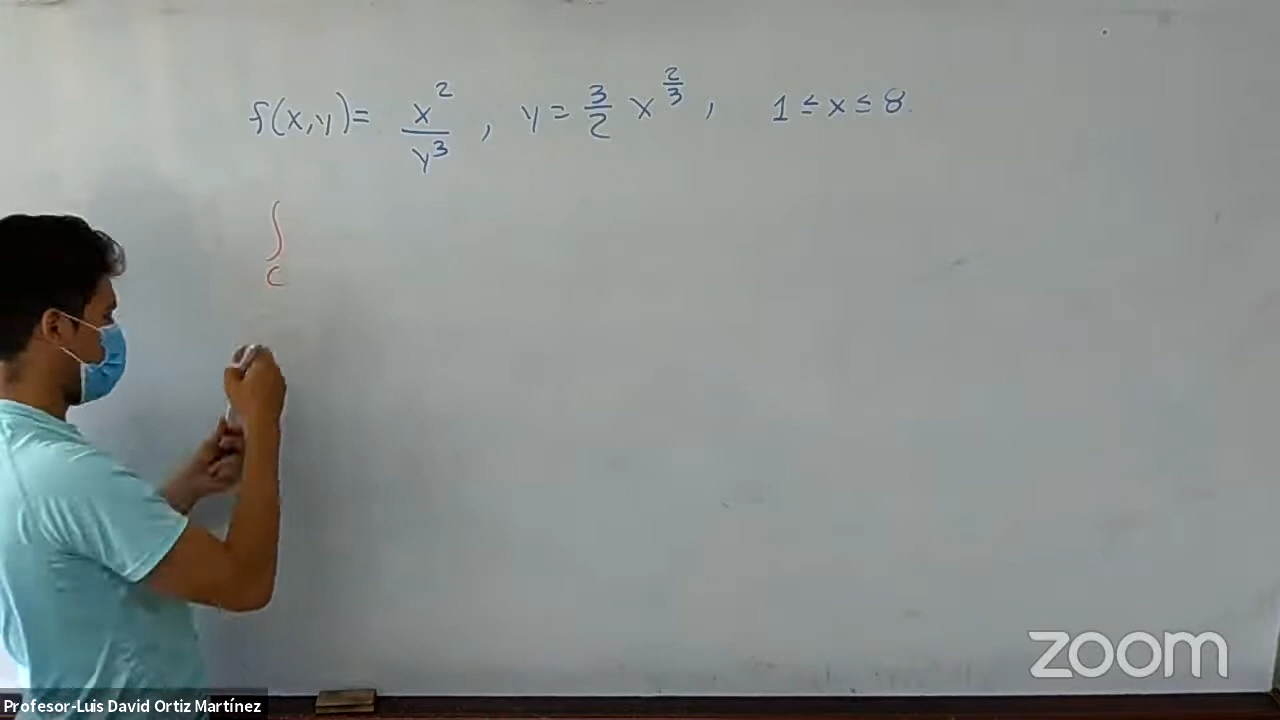 f(x,y)= x²/y³ , y = 3/2 x^(2/3) , 1 ≤ x ≤ 8
∫
C
zoom
Profesor-Luis David Ortiz Martínez